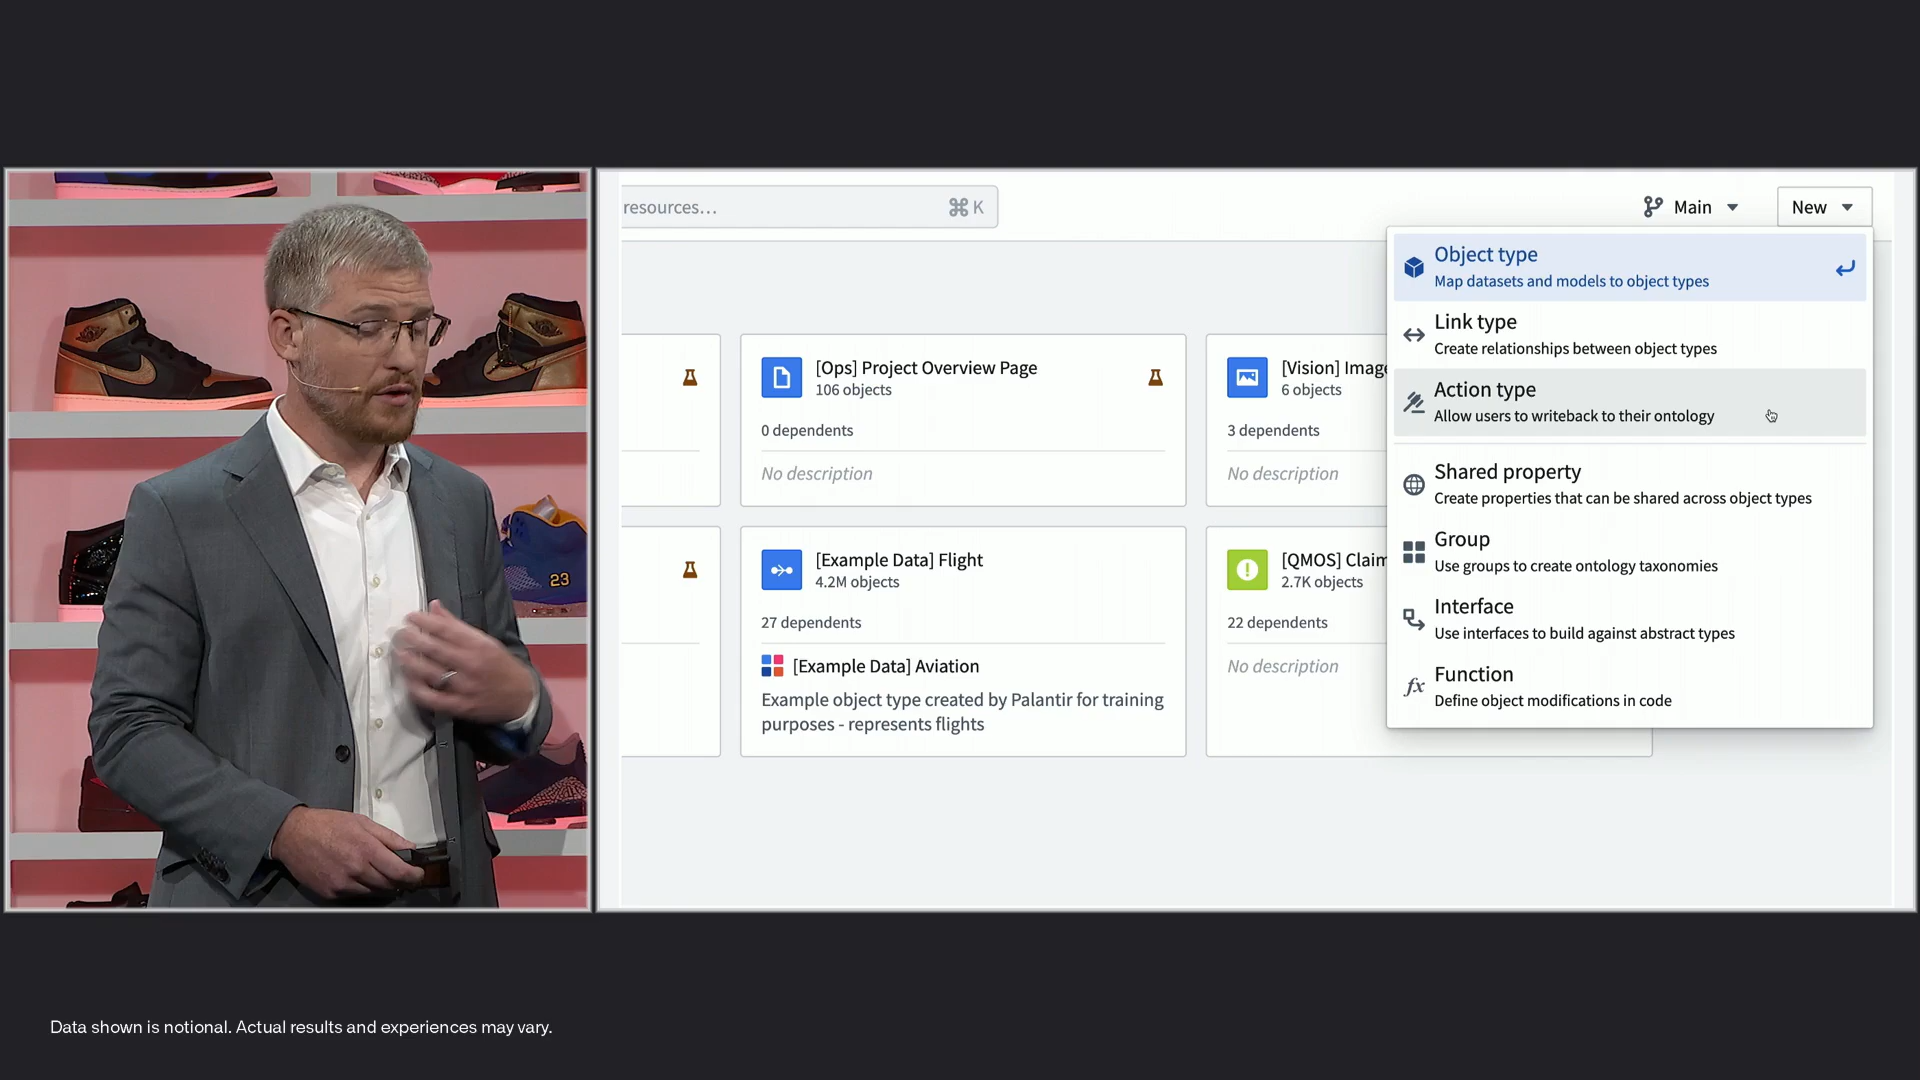 resources…
⌘ K
Main
New
Object type
Map datasets and models to object types
Link type
Create relationships between object types
Action type
Allow users to writeback to their ontology
Shared property
Create properties that can be shared across object types
Group
Use groups to create ontology taxonomies
Interface
Use interfaces to build against abstract types
fx
Function
Define object modifications in code
[Ops] Project Overview Page
106 objects
0 dependents
No description
[Vision] Image
6 objects
3 dependents
No description
[Example Data] Flight
4.2M objects
27 dependents
[Example Data] Aviation
Example object type created by Palantir for training
purposes - represents flights
[QMOS] Claim
2.7K objects
22 dependents
No description
23
Data shown is notional. Actual results and experiences may vary.